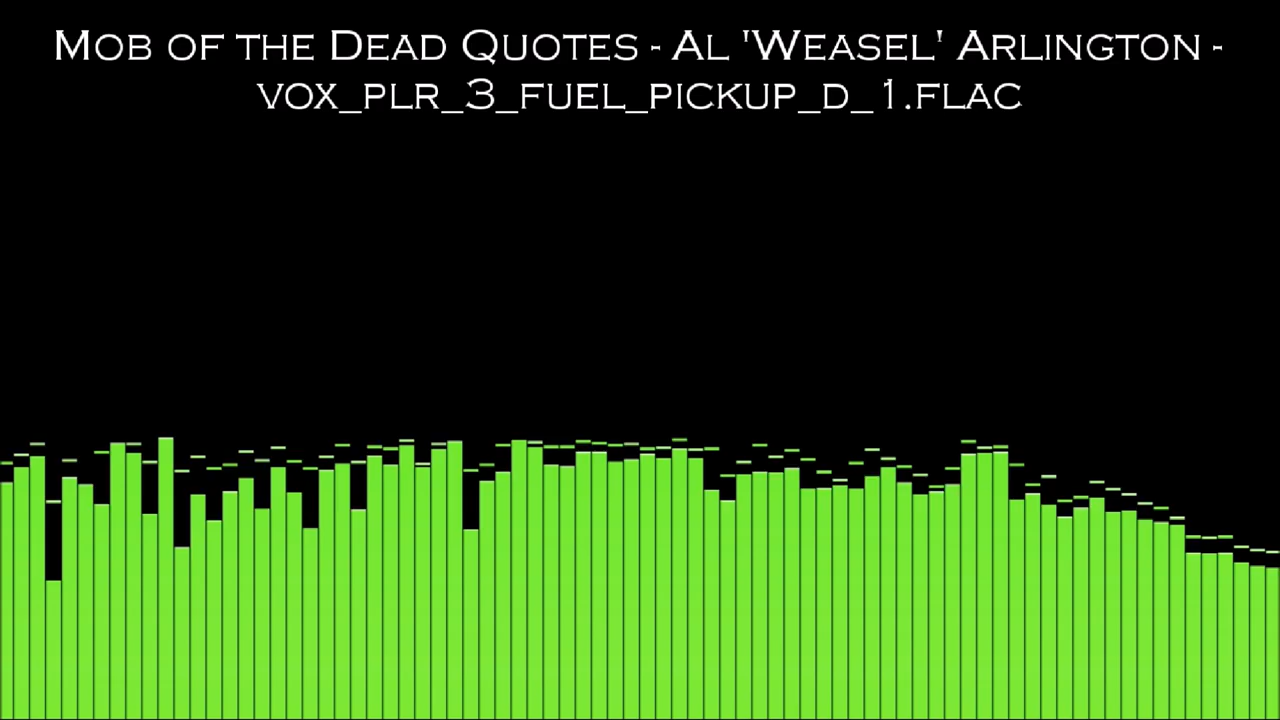 Mob of the Dead Quotes - Al 'Weasel' Arlington -
vox_plr_3_fuel_pickup_d_1.flac